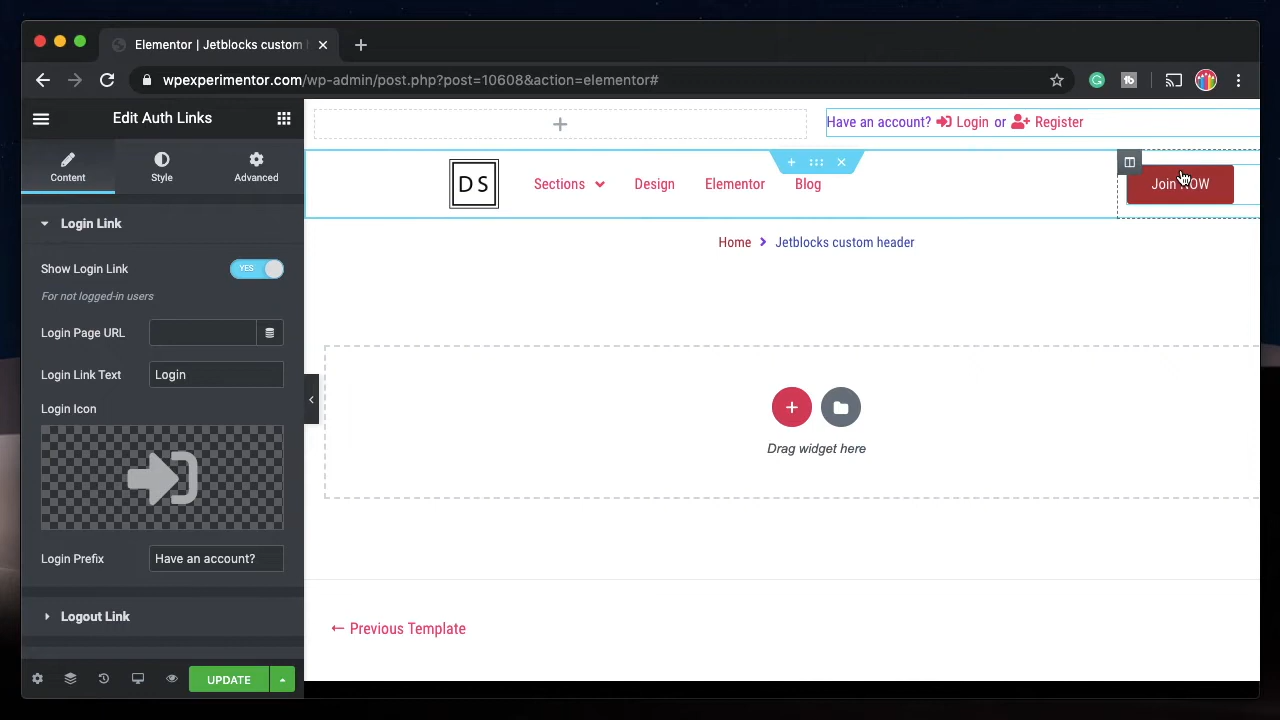 Elementor | Jetblocks custom
wpexperimentor.com/wp-admin/post.php?post=10608&action=elementor#
Edit Auth Links
Content
Style
Advanced
Login Link
Show Login Link
YES
For not logged-in users
Login Page URL
Login Link Text
Login
Login Icon
Login Prefix
Have an account?
Logout Link
UPDATE
Have an account? Login or Register
DS
Sections
Design
Elementor
Blog
Join NOW
Home
Jetblocks custom header
Drag widget here
← Previous Template